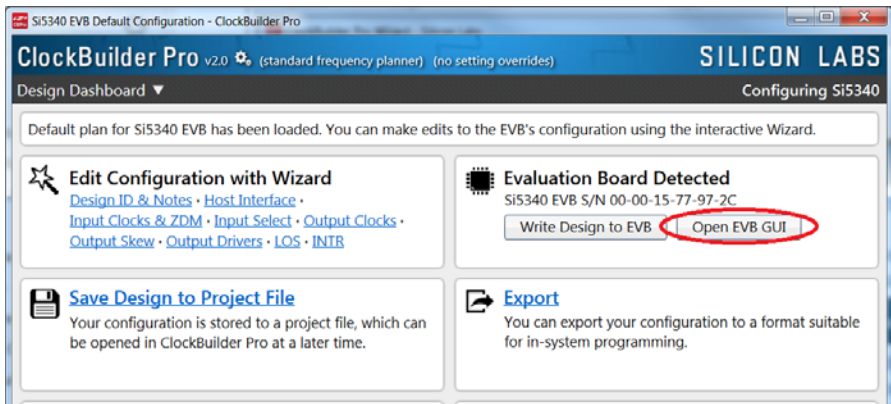 Si5340 EVB Default Configuration - ClockBuilder Pro
ClockBuilder Pro v2.0 (standard frequency planner) (no setting overrides) SILICON LABS
Design Dashboard ▼ Configuring Si5340
Default plan for Si5340 EVB has been loaded. You can make edits to the EVB's configuration using the interactive Wizard.
Edit Configuration with Wizard
Design ID & Notes · Host Interface ·
Input Clocks & ZDM · Input Select · Output Clocks ·
Output Skew · Output Drivers · LOS · INTR
Evaluation Board Detected
Si5340 EVB S/N 00-00-15-77-97-2C
Write Design to EVB Open EVB GUI
Save Design to Project File
Your configuration is stored to a project file, which can
be opened in ClockBuilder Pro at a later time.
Export
You can export your configuration to a format suitable
for in-system programming.